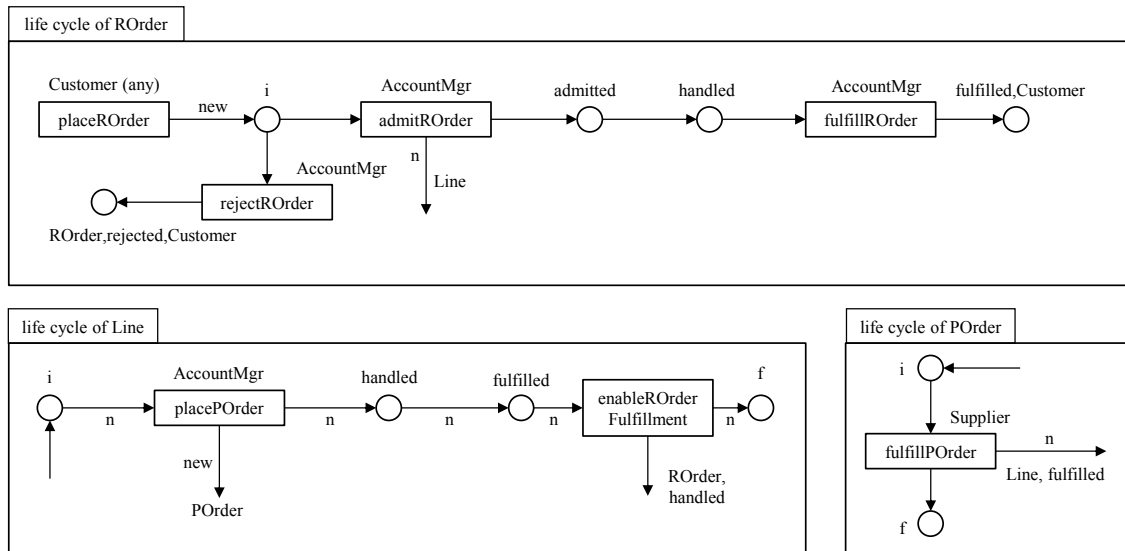 life cycle of ROrder
Customer (any)
placeROrder
new
i
AccountMgr
admitROrder
n
Line
admitted
handled
AccountMgr
fulfillROrder
fulfilled,Customer
AccountMgr
rejectROrder
ROrder,rejected,Customer
life cycle of Line
i
n
AccountMgr
placePOrder
new
POrder
n
handled
n
fulfilled
n
enableROrder
Fulfillment
n
f
ROrder,
handled
life cycle of POrder
i
Supplier
fulfillPOrder
n
Line, fulfilled
f